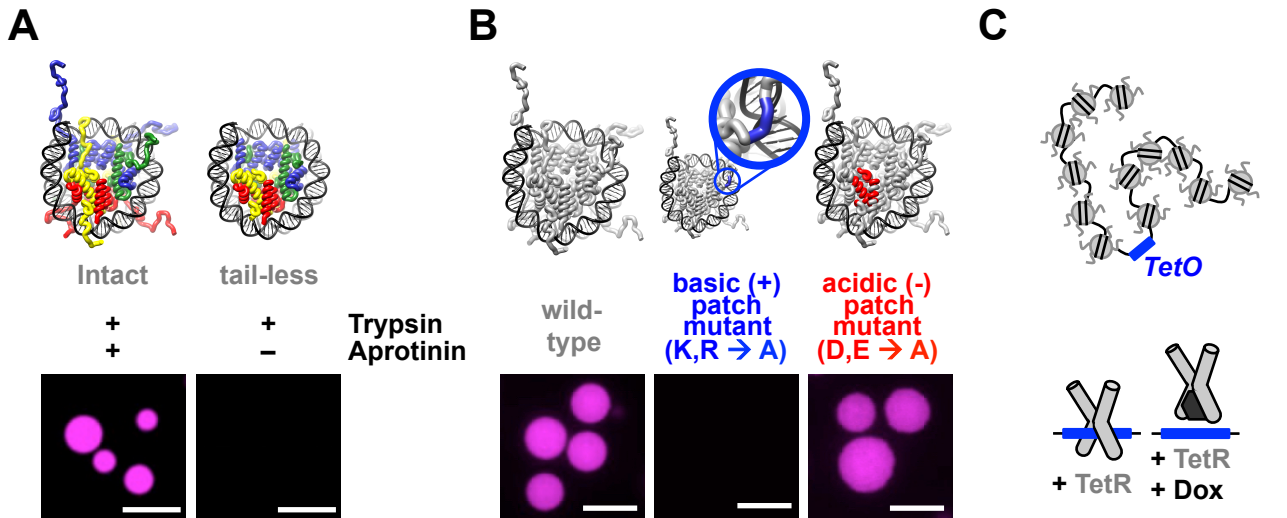 A
B
C
Intact
tail-less
+
+
Trypsin
+
–
Aprotinin
wild-
type
basic (+)
patch
mutant
(K,R → A)
acidic (-)
patch
mutant
(D,E → A)
TetO
+ TetR
+ TetR
+ Dox